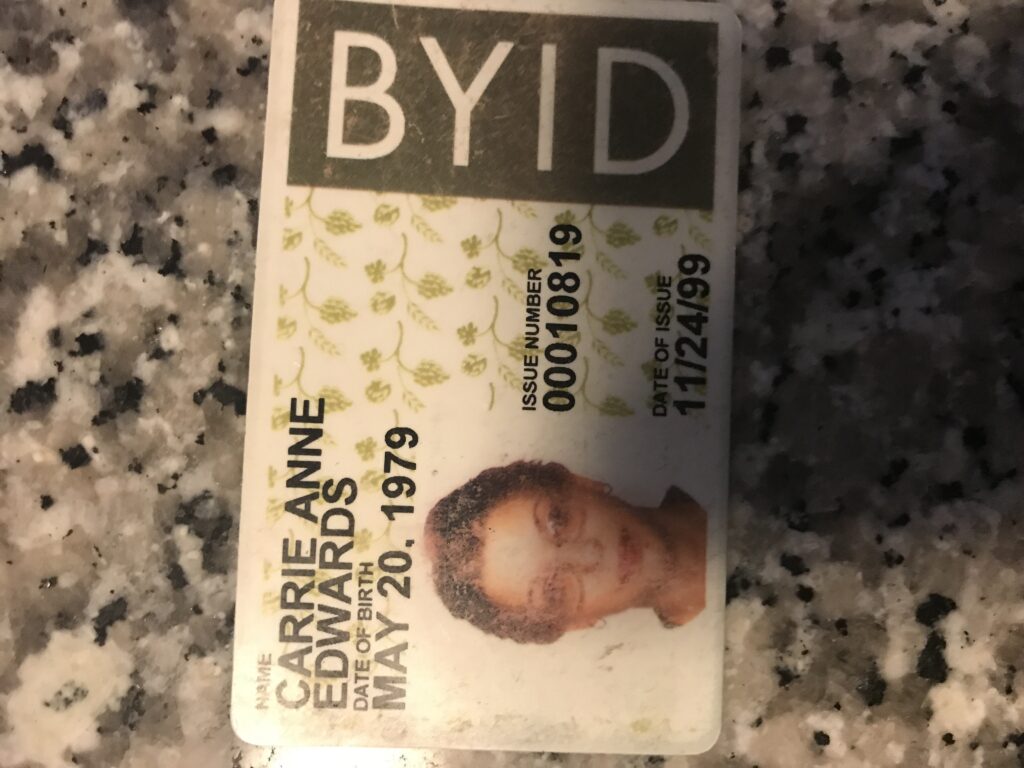 BYID
NAME
CARRIE ANNE
EDWARDS
DATE OF BIRTH
MAY 20. 1979
ISSUE NUMBER
00010819
DATE OF ISSUE
11/24/99